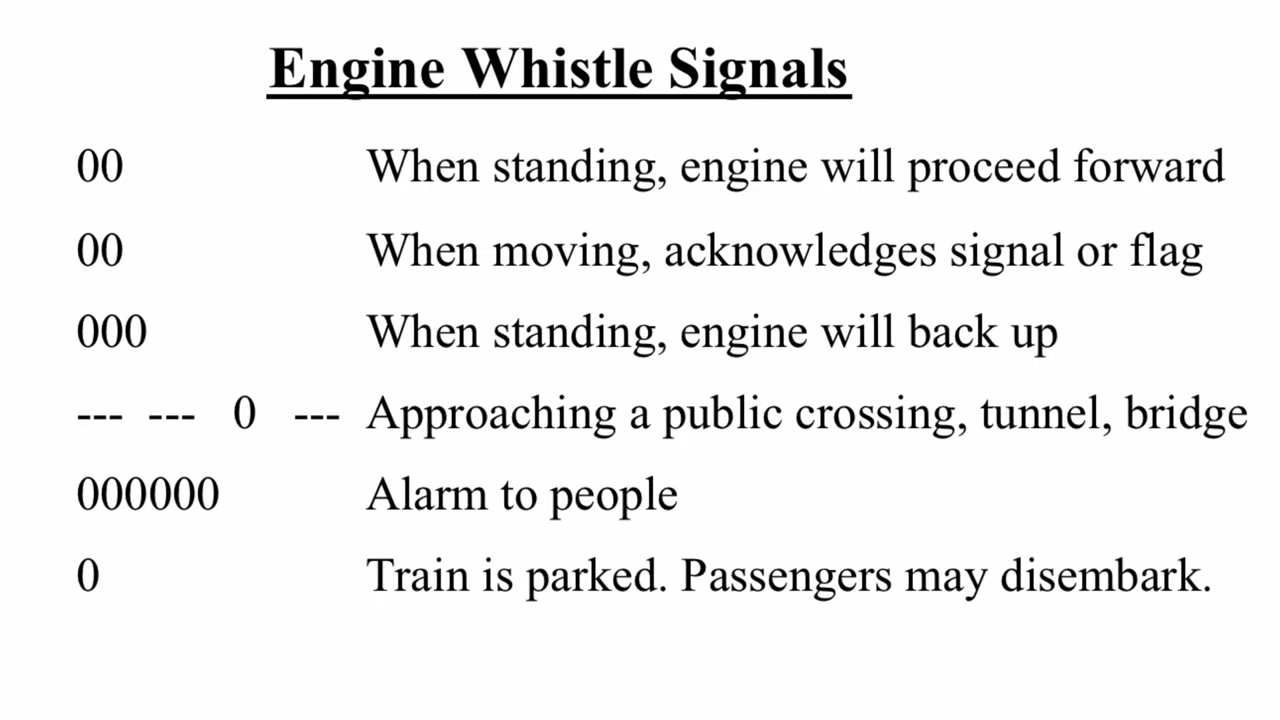 Engine Whistle Signals
00 When standing, engine will proceed forward
00 When moving, acknowledges signal or flag
000 When standing, engine will back up
--- --- 0 --- Approaching a public crossing, tunnel, bridge
000000 Alarm to people
0 Train is parked. Passengers may disembark.